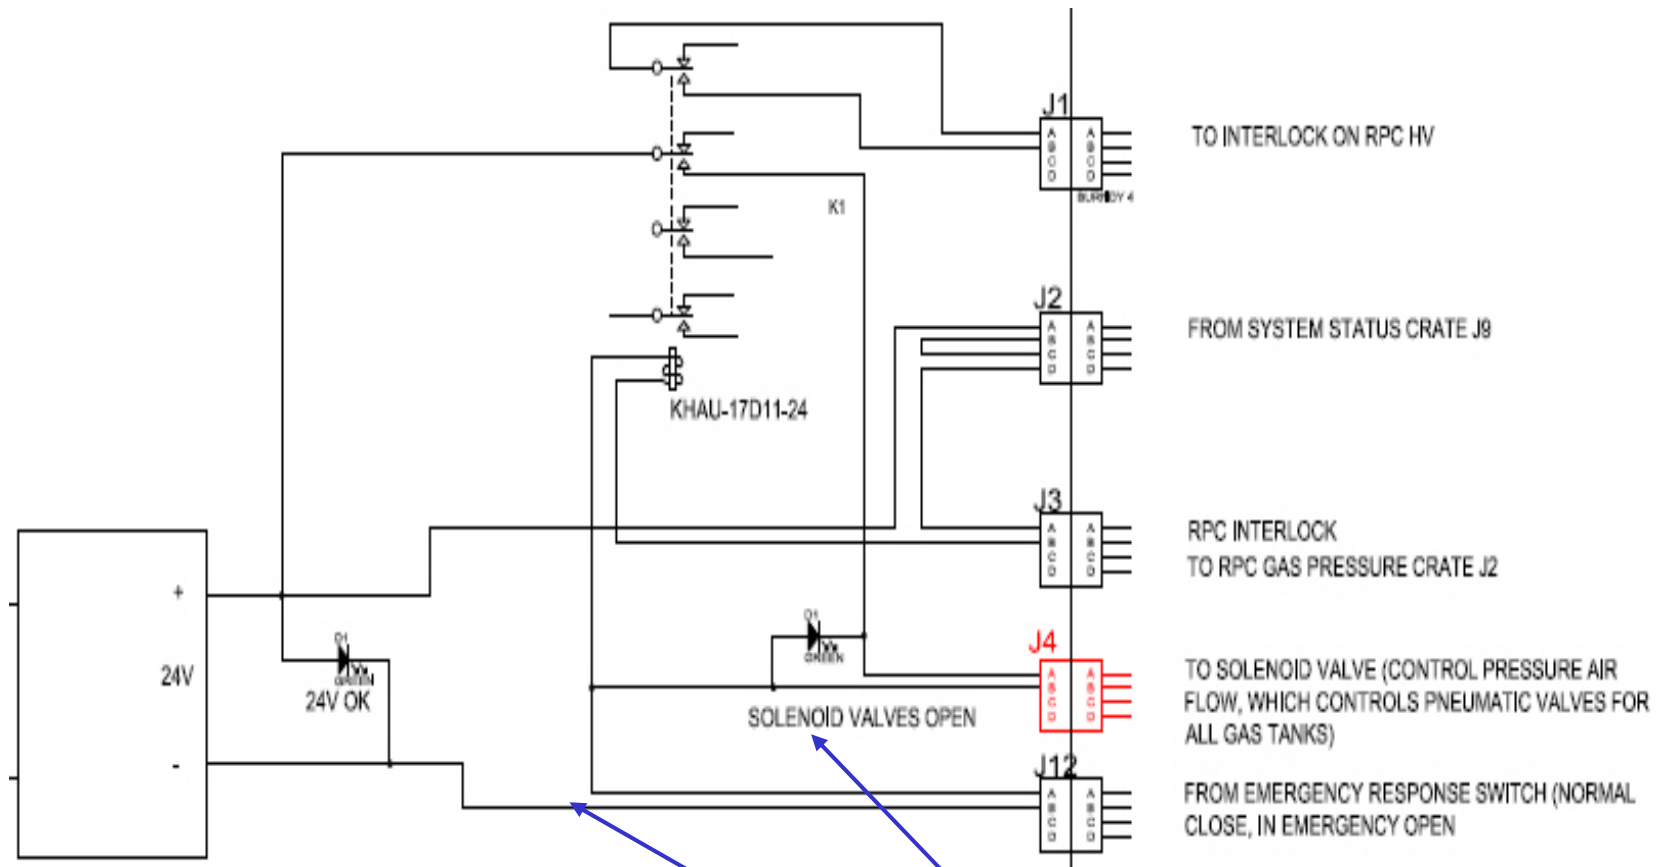 J1
A A
B B
C C
D D
BURNDY 4
TO INTERLOCK ON RPC HV
K1
J2
A A
B B
C C
D D
FROM SYSTEM STATUS CRATE J9
KHAU-17D11-24
J3
A A
B B
C C
D D
RPC INTERLOCK
TO RPC GAS PRESSURE CRATE J2
+
24V
-
D1
GREEN
24V OK
D1
GREEN
SOLENOID VALVES OPEN
J4
A A
B B
C C
D D
TO SOLENOID VALVE (CONTROL PRESSURE AIR
FLOW, WHICH CONTROLS PNEUMATIC VALVES FOR
ALL GAS TANKS)
J12
A A
B B
C C
D D
FROM EMERGENCY RESPONSE SWITCH (NORMAL
CLOSE, IN EMERGENCY OPEN